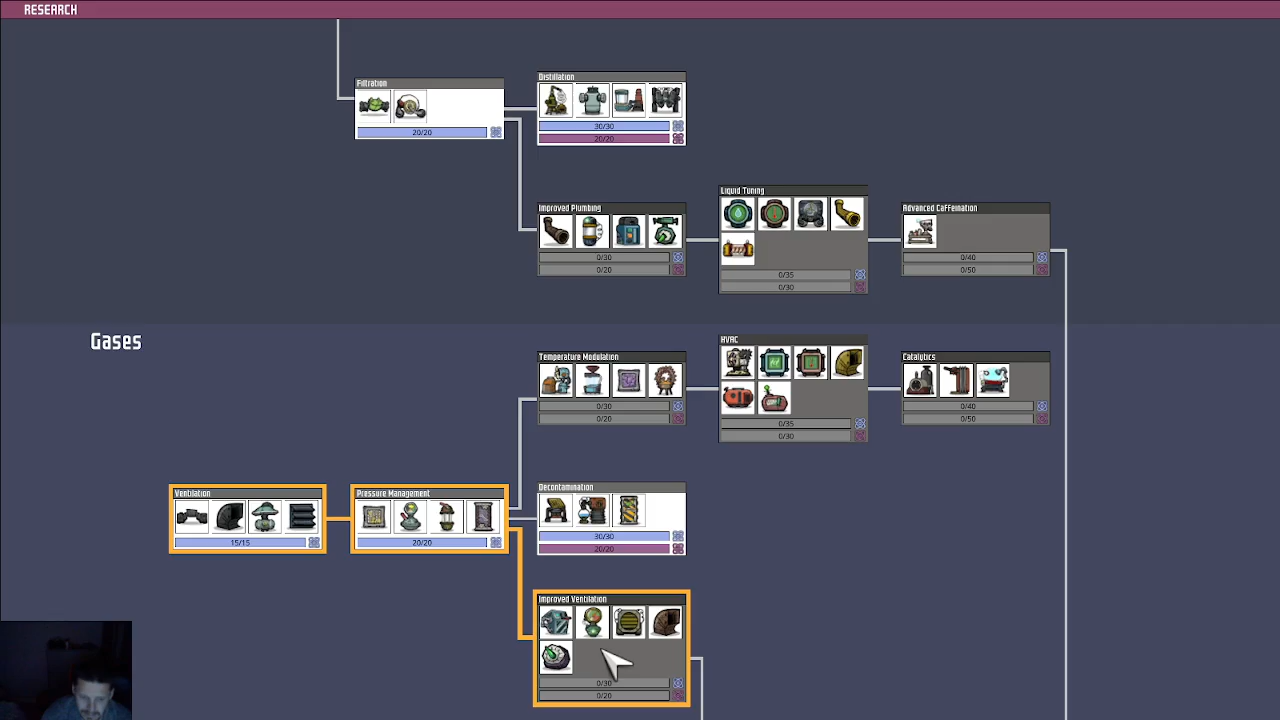 RESEARCH
Filtration
20/20
Distillation
30/30
20/20
Improved Plumbing
0/30
0/20
Liquid Tuning
0/35
0/30
Advanced Caffeination
0/40
0/50
Gases
Temperature Modulation
0/30
0/20
HVAC
0/35
0/30
Catalytics
0/40
0/50
Ventilation
15/15
Pressure Management
20/20
Decontamination
30/30
20/20
Improved Ventilation
0/30
0/20